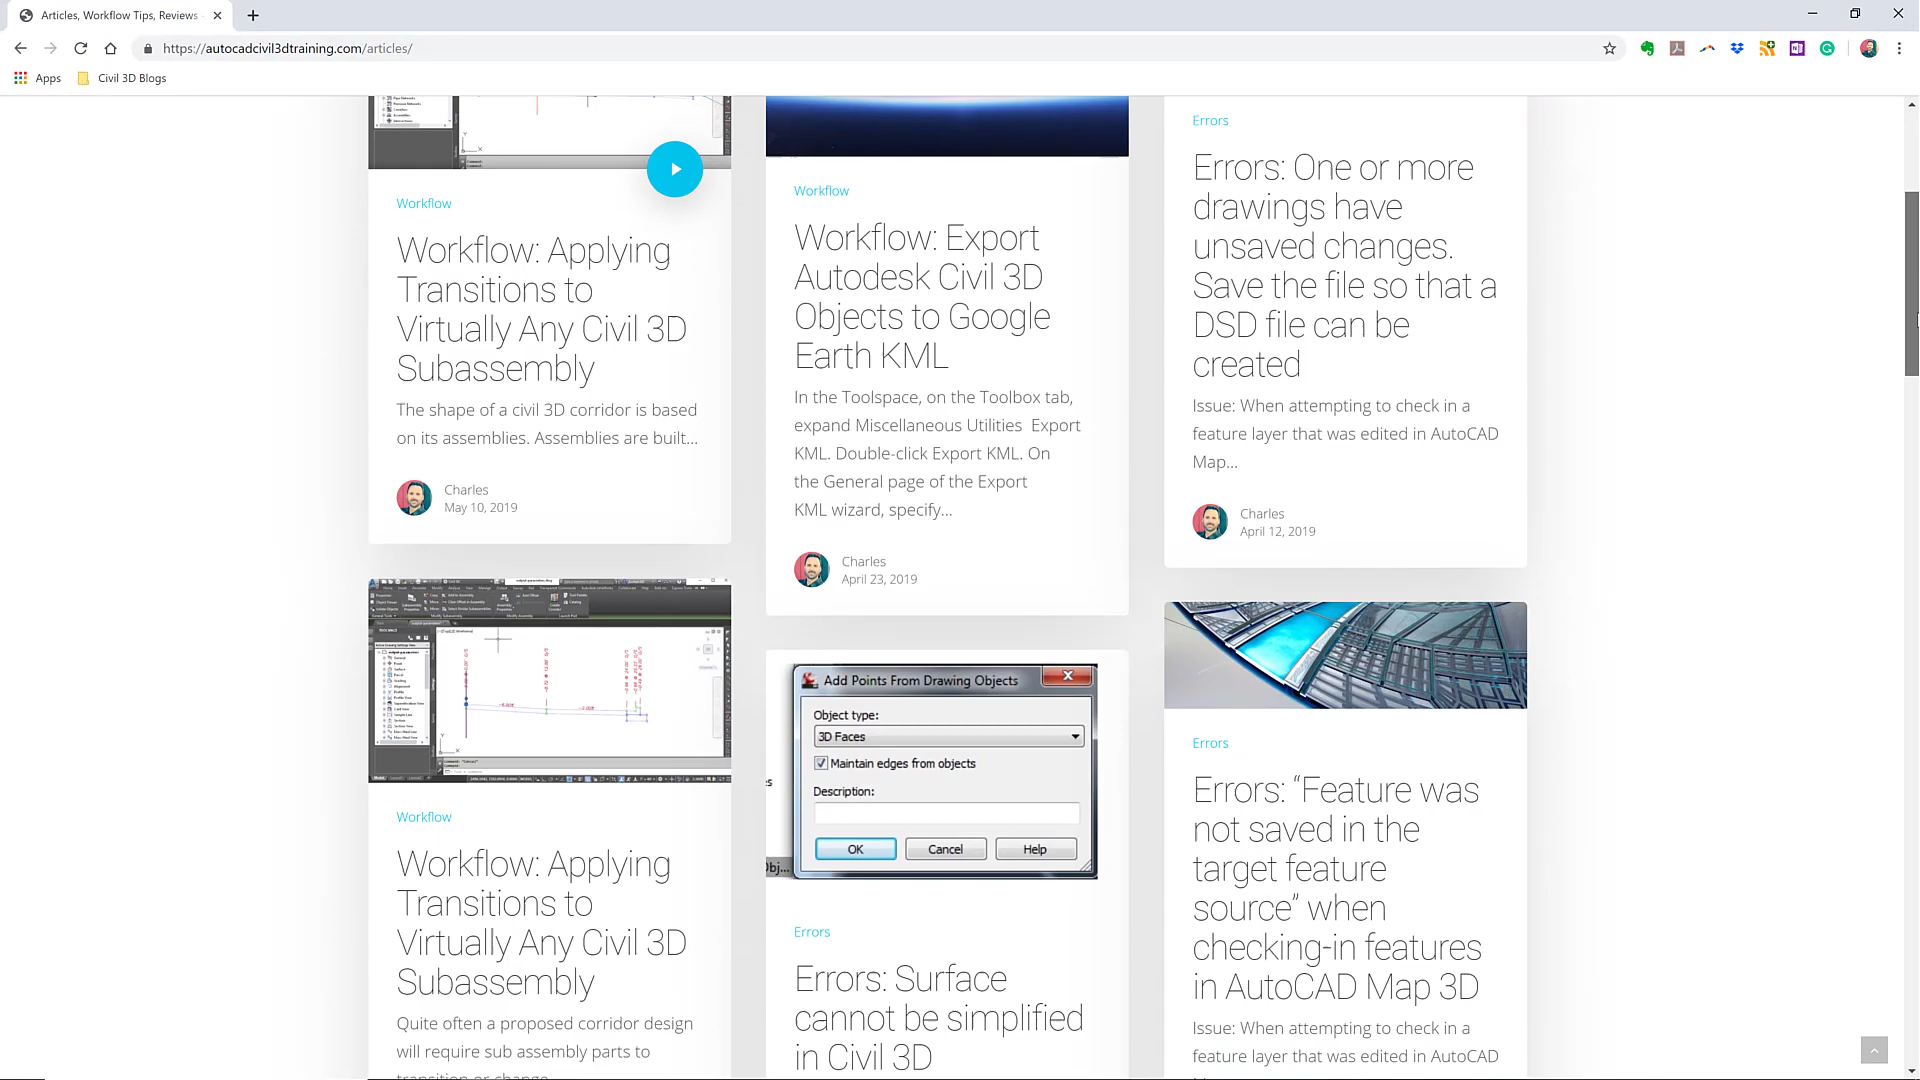 Articles, Workflow Tips, Reviews
https://autocadcivil3dtraining.com/articles/
Apps
Civil 3D Blogs
Workflow
Workflow: Applying
Transitions to
Virtually Any Civil 3D
Subassembly
The shape of a civil 3D corridor is based
on its assemblies. Assemblies are built...
Charles
May 10, 2019
Workflow
Workflow: Applying
Transitions to
Virtually Any Civil 3D
Subassembly
Quite often a proposed corridor design
will require sub assembly parts to
transition or change
Workflow
Workflow: Export
Autodesk Civil 3D
Objects to Google
Earth KML
In the Toolspace, on the Toolbox tab,
expand Miscellaneous Utilities  Export
KML. Double-click Export KML. On
the General page of the Export
KML wizard, specify...
Charles
April 23, 2019
Add Points From Drawing Objects
Object type:
3D Faces
Maintain edges from objects
Description:
OK
Cancel
Help
Obj...
Errors
Errors: Surface
cannot be simplified
in Civil 3D
Errors
Errors: One or more
drawings have
unsaved changes.
Save the file so that a
DSD file can be
created
Issue: When attempting to check in a
feature layer that was edited in AutoCAD
Map...
Charles
April 12, 2019
Errors
Errors: “Feature was
not saved in the
target feature
source” when
checking-in features
in AutoCAD Map 3D
Issue: When attempting to check in a
feature layer that was edited in AutoCAD